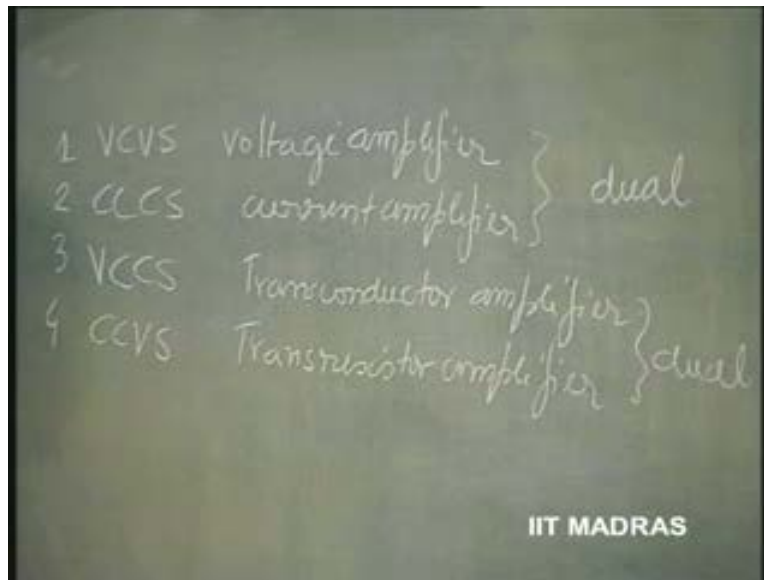 1 VCVS voltage amplifier } dual
2 CCCS current amplifier
3 VCCS Transconductor amplifier } dual
4 CCVS Transresistor amplifier
IIT MADRAS